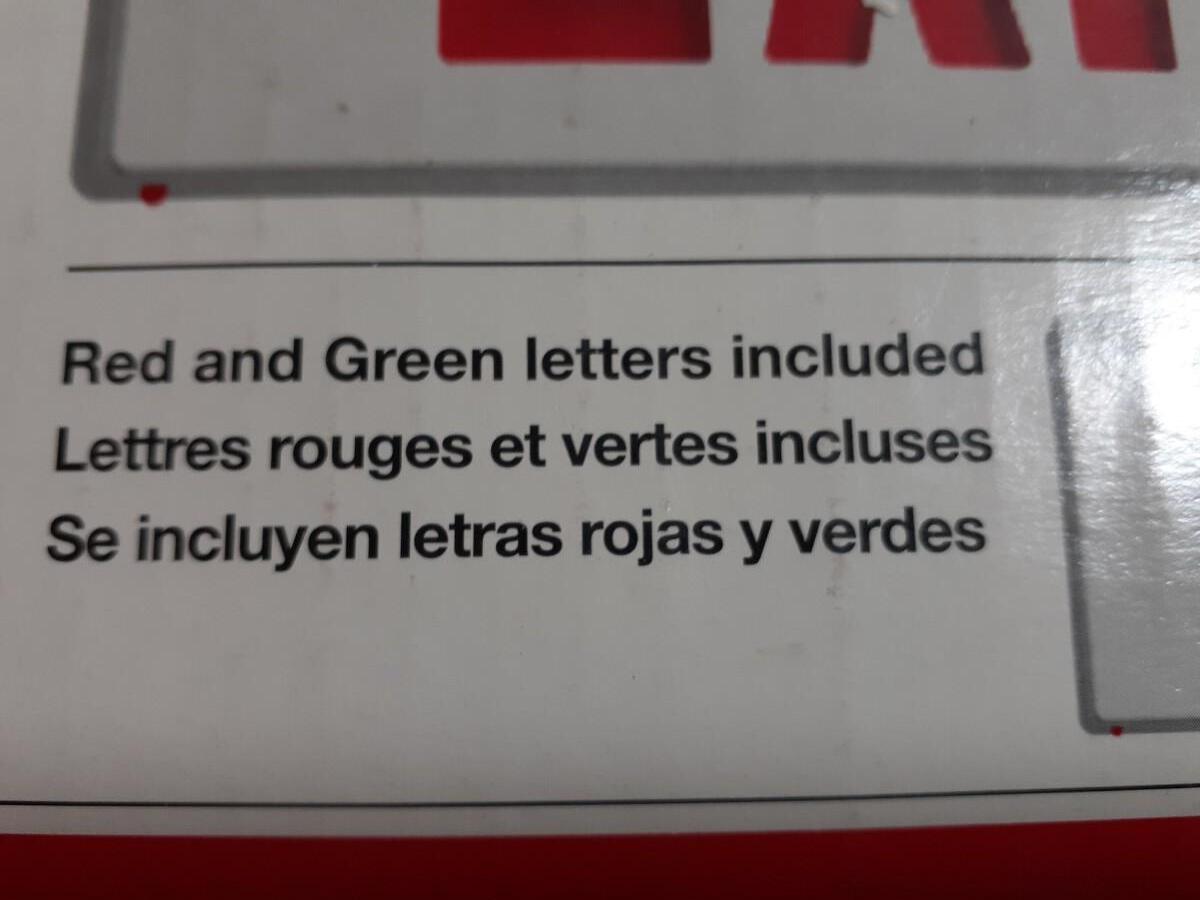 Red and Green letters included
Lettres rouges et vertes incluses
Se incluyen letras rojas y verdes